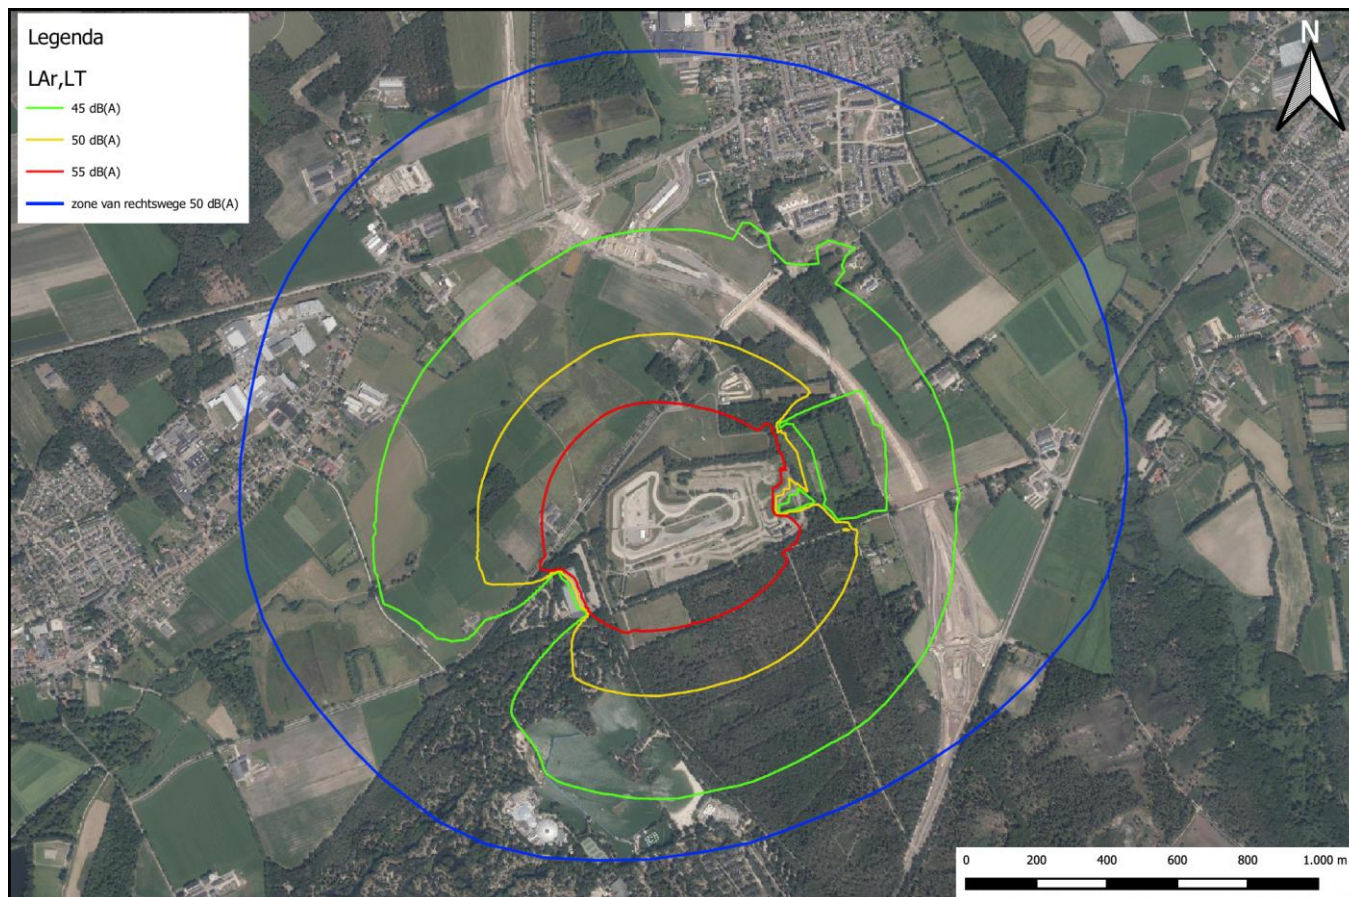 Legenda
LAr,LT
45 dB(A)
50 dB(A)
55 dB(A)
zone van rechtswege 50 dB(A)
N
0 200 400 600 800 1.000 m